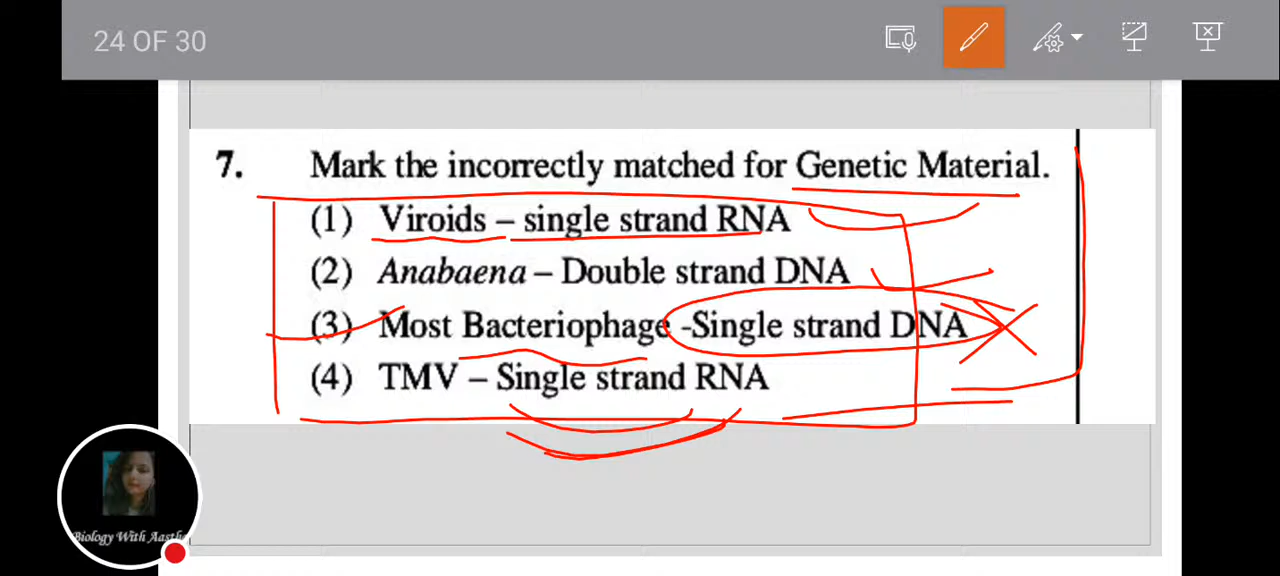 24 OF 30
7. Mark the incorrectly matched for Genetic Material.
(1) Viroids – single strand RNA
(2) Anabaena – Double strand DNA
(3) Most Bacteriophage -Single strand DNA
(4) TMV – Single strand RNA
Biology With Aastha